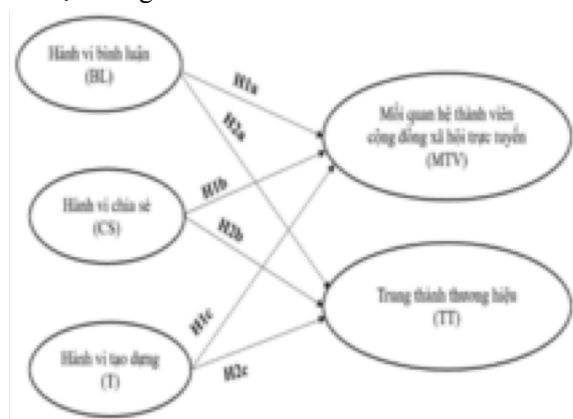 Hành vi bình luận
(BL)
H1a
H2a
Mối quan hệ thành viên
cộng đồng xã hội trực tuyến
(MTV)
Hành vi chia sẻ
(CS)
H1b
H2b
Trung thành thương hiệu
(TT)
H1c
H2c
Hành vi tạo dựng
(T)